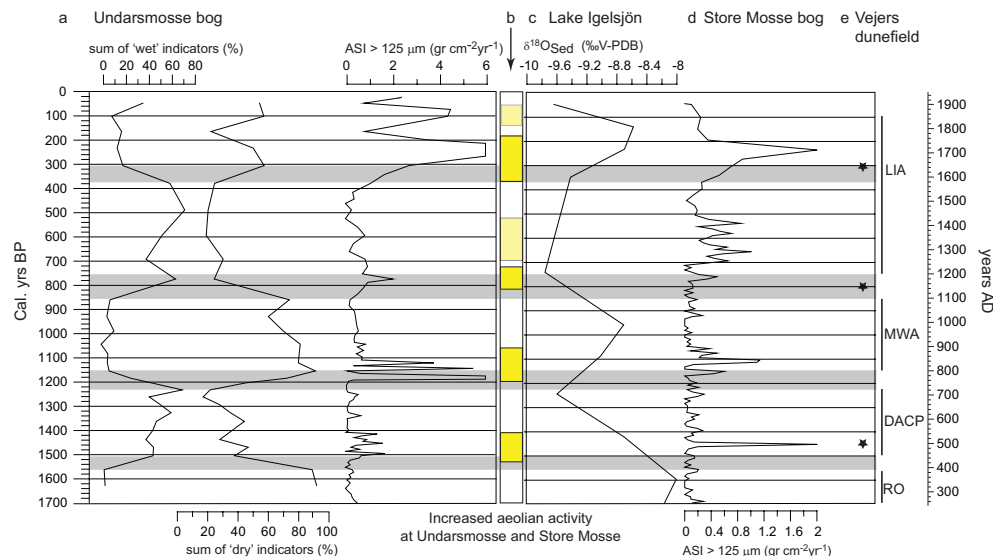 a Undarsmosse bog b c Lake Igelsjön d Store Mosse bog e Vejers dunefield
sum of 'wet' indicators (%)
ASI > 125 μm (gr cm⁻²yr⁻¹)
δ¹⁸O_Sed (‰V-PDB)
0 20 40 60 80
0 2 4 6
-10 -9.6 -9.2 -8.8 -8.4 -8
0
100
200
300
400
500
600
700
800
900
1000
1100
1200
1300
1400
1500
1600
1700
Cal. yrs BP
LIA
MWA
DACP
RO
1900
1800
1700
1600
1500
1400
1300
1200
1100
1000
900
800
700
600
500
400
300
years AD
0 20 40 60 80 100
sum of 'dry' indicators (%)
Increased aeolian activity
at Undarsmosse and Store Mosse
0 0.4 0.8 1.2 1.6 2
ASI > 125 μm (gr cm⁻²yr⁻¹)